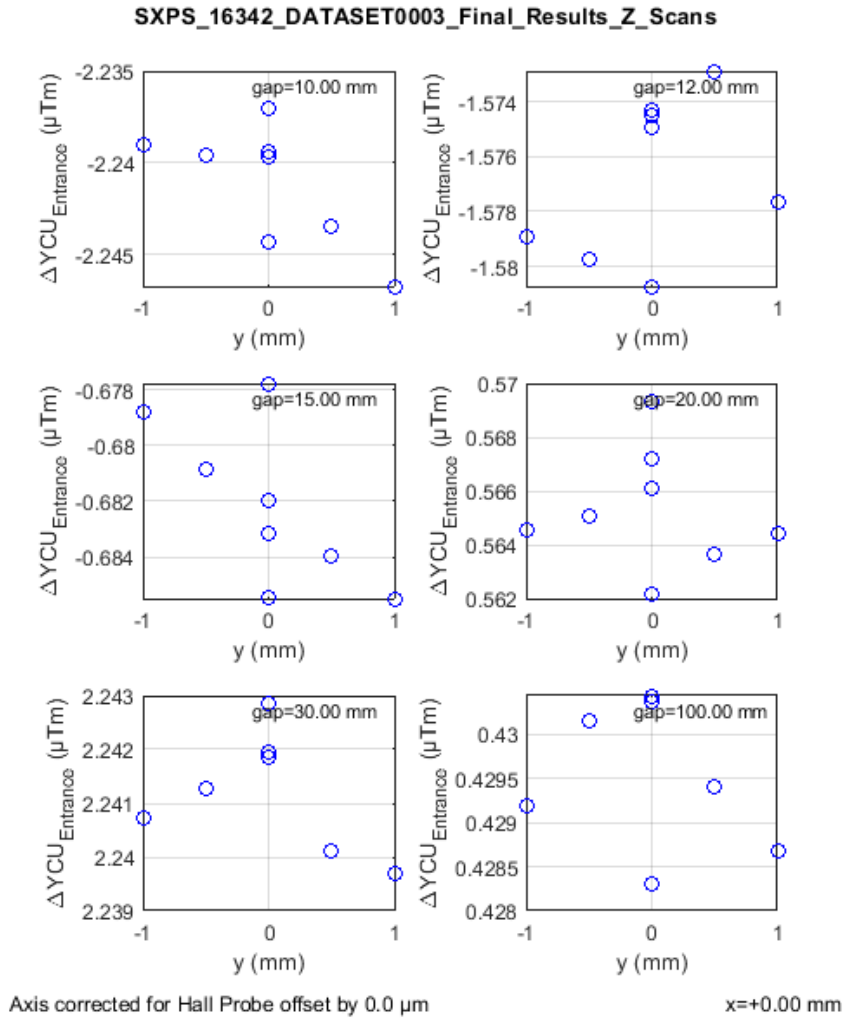 SXPS_16342_DATASET0003_Final_Results_Z_Scans
ΔYCU_Entrance (µTm)
-2.235
-2.24
-2.245
gap=10.00 mm
-1 0 1
y (mm)
ΔYCU_Entrance (µTm)
-1.574
-1.576
-1.578
-1.58
gap=12.00 mm
-1 0 1
y (mm)
ΔYCU_Entrance (µTm)
-0.678
-0.68
-0.682
-0.684
gap=15.00 mm
-1 0 1
y (mm)
ΔYCU_Entrance (µTm)
0.57
0.568
0.566
0.564
0.562
gap=20.00 mm
-1 0 1
y (mm)
ΔYCU_Entrance (µTm)
2.243
2.242
2.241
2.24
2.239
gap=30.00 mm
-1 0 1
y (mm)
ΔYCU_Entrance (µTm)
0.43
0.4295
0.429
0.4285
0.428
gap=100.00 mm
-1 0 1
y (mm)
Axis corrected for Hall Probe offset by 0.0 µm
x=+0.00 mm